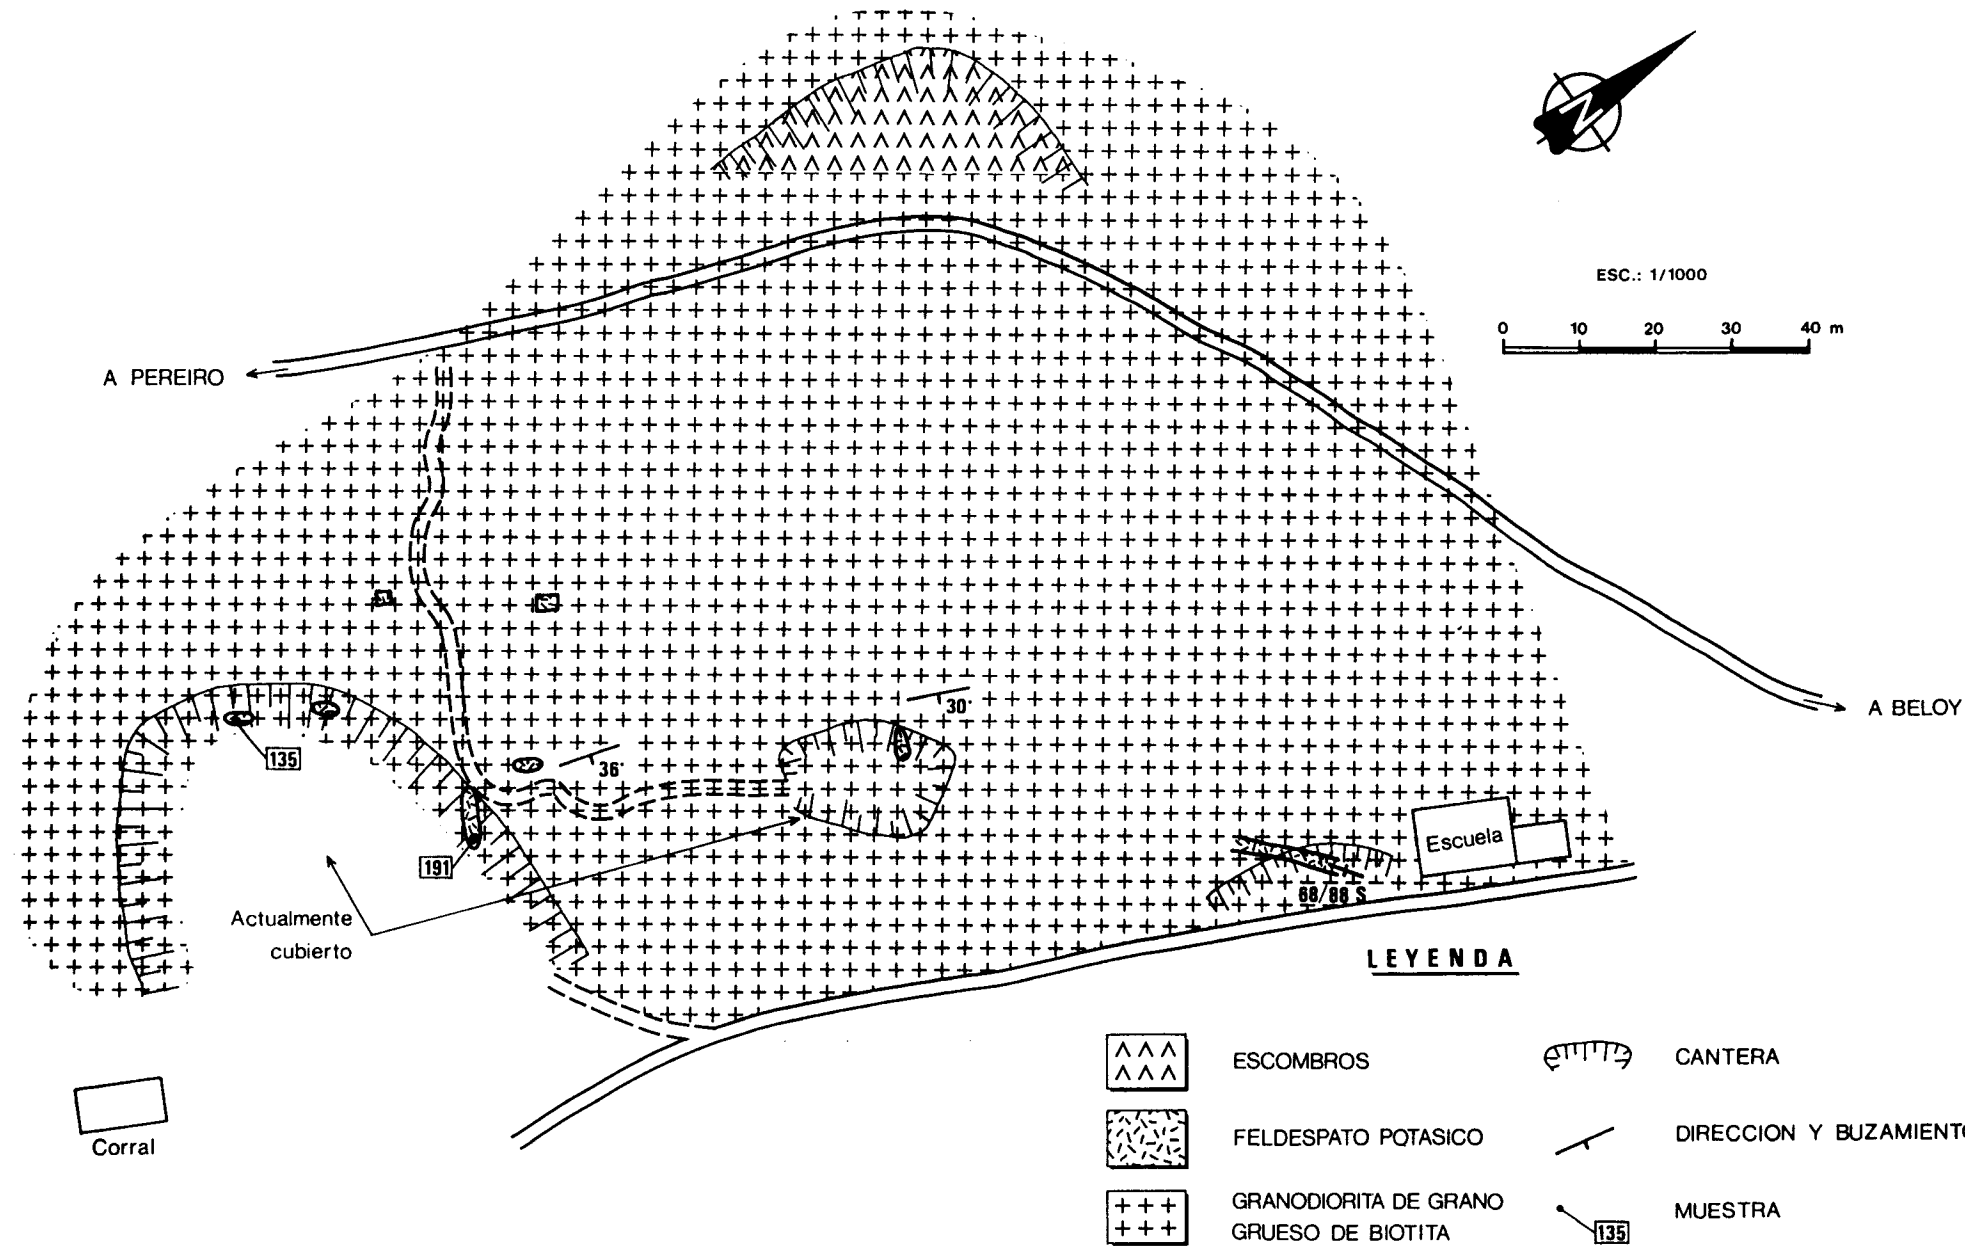 N
ESC.: 1/1000
0 10 20 30 40 m
A PEREIRO
A BELOY
30°
36°
135
191
Escuela
68/88 S
Actualmente
cubierto
Corral
LEYENDA
ESCOMBROS
FELDESPATO POTASICO
GRANODIORITA DE GRANO
GRUESO DE BIOTITA
CANTERA
DIRECCION Y BUZAMIENTO
MUESTRA
135